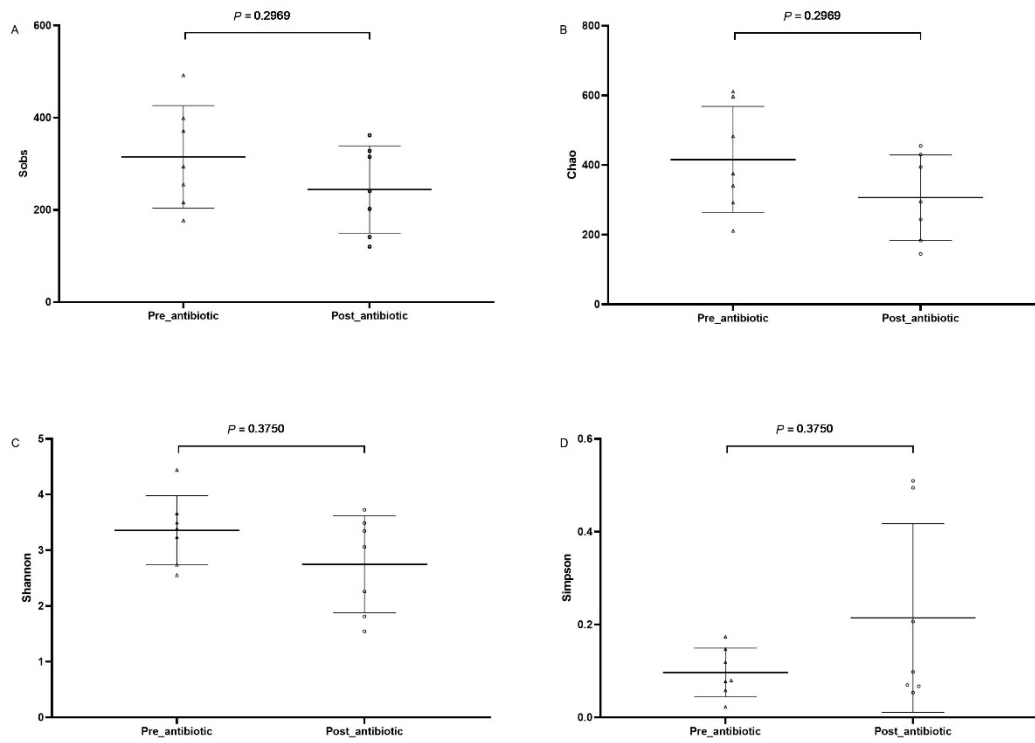 A
P = 0.2969
600
400
200
0
Sobs
Pre_antibiotic
Post_antibiotic
B
P = 0.2969
800
600
400
200
0
Chao
Pre_antibiotic
Post_antibiotic
C
P = 0.3750
5
4
3
2
1
0
Shannon
Pre_antibiotic
Post_antibiotic
D
P = 0.3750
0.6
0.4
0.2
0.0
Simpson
Pre_antibiotic
Post_antibiotic